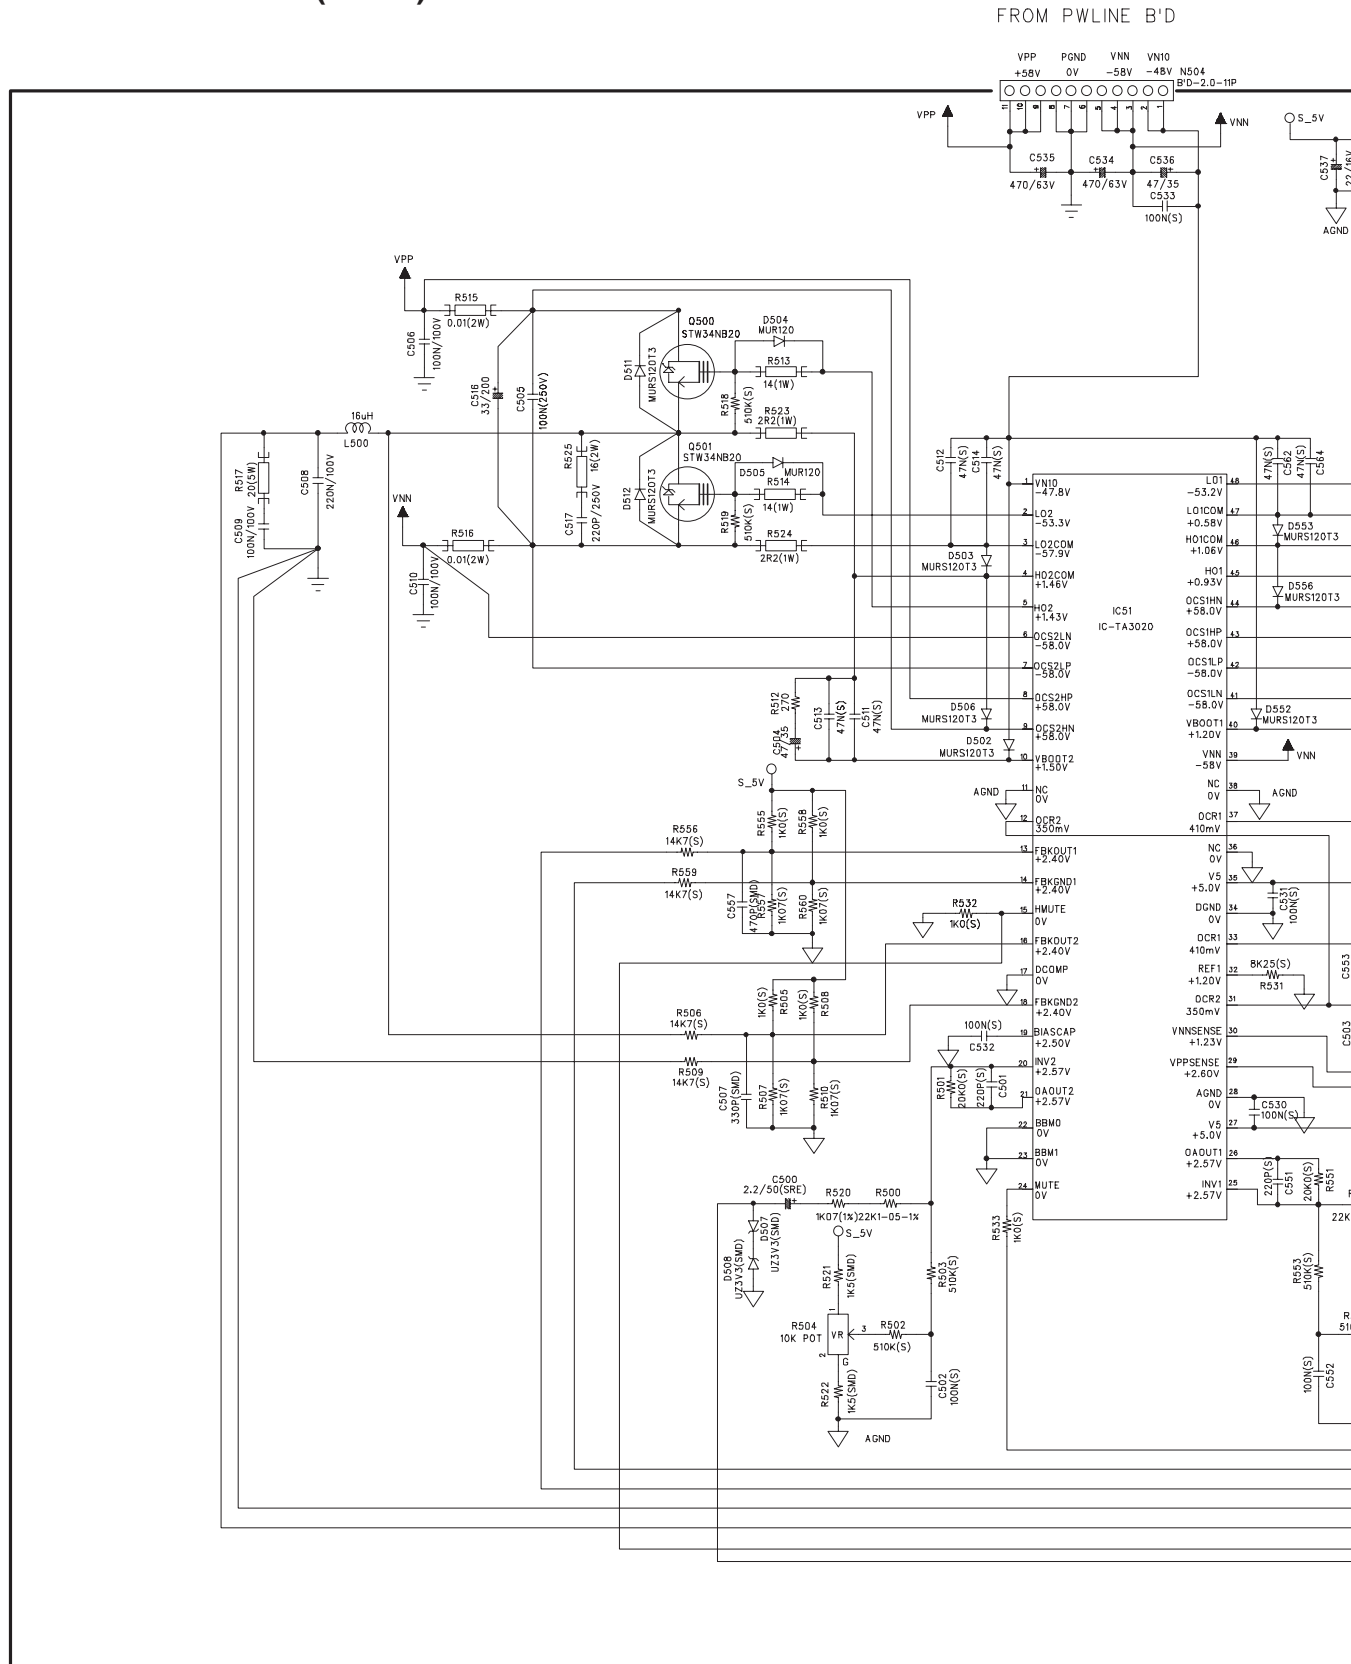 FROM PWLINE B'D
VPP PGND VNN VN10
+58V 0V -58V -48V N504
B'D-2.0-11P
VPP
11 10 9 8 7 6 5 4 3 2 1
VNN
S_5V
C535
470/63V
C534
470/63V
C536
47/35
C533
100N(S)
C537
22/16V
AGND
VPP
R515
0.01(2W)
C506
100N/100V
C516
33/200
C505
100N(250V)
D511
MURS120T3
Q500
STW34NB20
D504
MUR120
R513
14(1W)
R518
510K(S)
R523
2R2(1W)
16uH
L500
R517
20(5W)
C508
220N/100V
C509
100N/100V
VNN
R516
0.01(2W)
C510
100N/100V
R525
16(2W)
C517
220P/250V
D512
MURS120T3
Q501
STW34NB20
D505
MUR120
R514
14(1W)
R519
510K(S)
R524
2R2(1W)
C512
47N(S)
C514
47N(S)
47N(S)
C562
47N(S)
C564
D503
MURS120T3
D553
MURS120T3
D556
MURS120T3
IC51
IC-TA3020
1 VN10
-47.8V
2 LO2
-53.3V
3 LO2COM
-57.9V
4 HO2COM
+1.46V
5 HO2
+1.43V
6 OCS2LN
-58.0V
7 OCS2LP
-58.0V
8 OCS2HP
+58.0V
9 OCS2HN
+58.0V
10 VBOOT2
+1.50V
11 NC
0V
12 OCR2
350mV
13 FBKOUT1
+2.40V
14 FBKGND1
+2.40V
15 HMUTE
0V
16 FBKOUT2
+2.40V
17 DCOMP
0V
18 FBKGND2
+2.40V
19 BIASCAP
+2.50V
20 INV2
+2.57V
21 OAOUT2
+2.57V
22 BBM0
0V
23 BBM1
0V
24 MUTE
0V
LO1 48
-53.2V
LO1COM 47
+0.58V
HO1COM 46
+1.06V
HO1 45
+0.93V
OCS1HN 44
+58.0V
OCS1HP 43
+58.0V
OCS1LP 42
-58.0V
OCS1LN 41
-58.0V
VBOOT1 40
+1.20V
VNN 39
-58V
NC 38
0V
OCR1 37
410mV
NC 36
0V
V5 35
+5.0V
DGND 34
0V
OCR1 33
410mV
REF1 32
+1.20V
OCR2 31
350mV
VNNSENSE 30
+1.23V
VPPSENSE 29
+2.60V
AGND 28
0V
V5 27
+5.0V
OAOUT1 26
+2.57V
INV1 25
+2.57V
R512
270
C504
47/35
C513
47N(S)
C511
47N(S)
D506
MURS120T3
D502
MURS120T3
D552
MURS120T3
VNN
AGND
AGND
S_5V
R555
1K0(S)
R558
1K0(S)
R556
14K7(S)
R559
14K7(S)
C557
470P(SMD)
R557
1K07(S)
R560
1K07(S)
R532
1K0(S)
C531
100N(S)
8K25(S)
R531
C553
C503
1K0(S)
R505
1K0(S)
R508
R506
14K7(S)
R509
14K7(S)
C507
330P(SMD)
R507
1K07(S)
R510
1K07(S)
100N(S)
C532
R501
20K0(S)
220P(S)
C501
C530
100N(S)
220P(S)
C551
20K0(S)
R551
C500
2.2/50(SRE)
R520
1K07(1%)
R500
22K1-05-1%
D507
UZ3V3(SMD)
D508
UZ3V3(SMD)
S_5V
R521
1K5(SMD)
R503
510K(S)
R533
1K0(S)
R553
510K(S)
22K
R504
10K POT
VR
1
2
3
G
R502
510K(S)
R522
1K5(SMD)
C502
100N(S)
AGND
100N(S)
C552